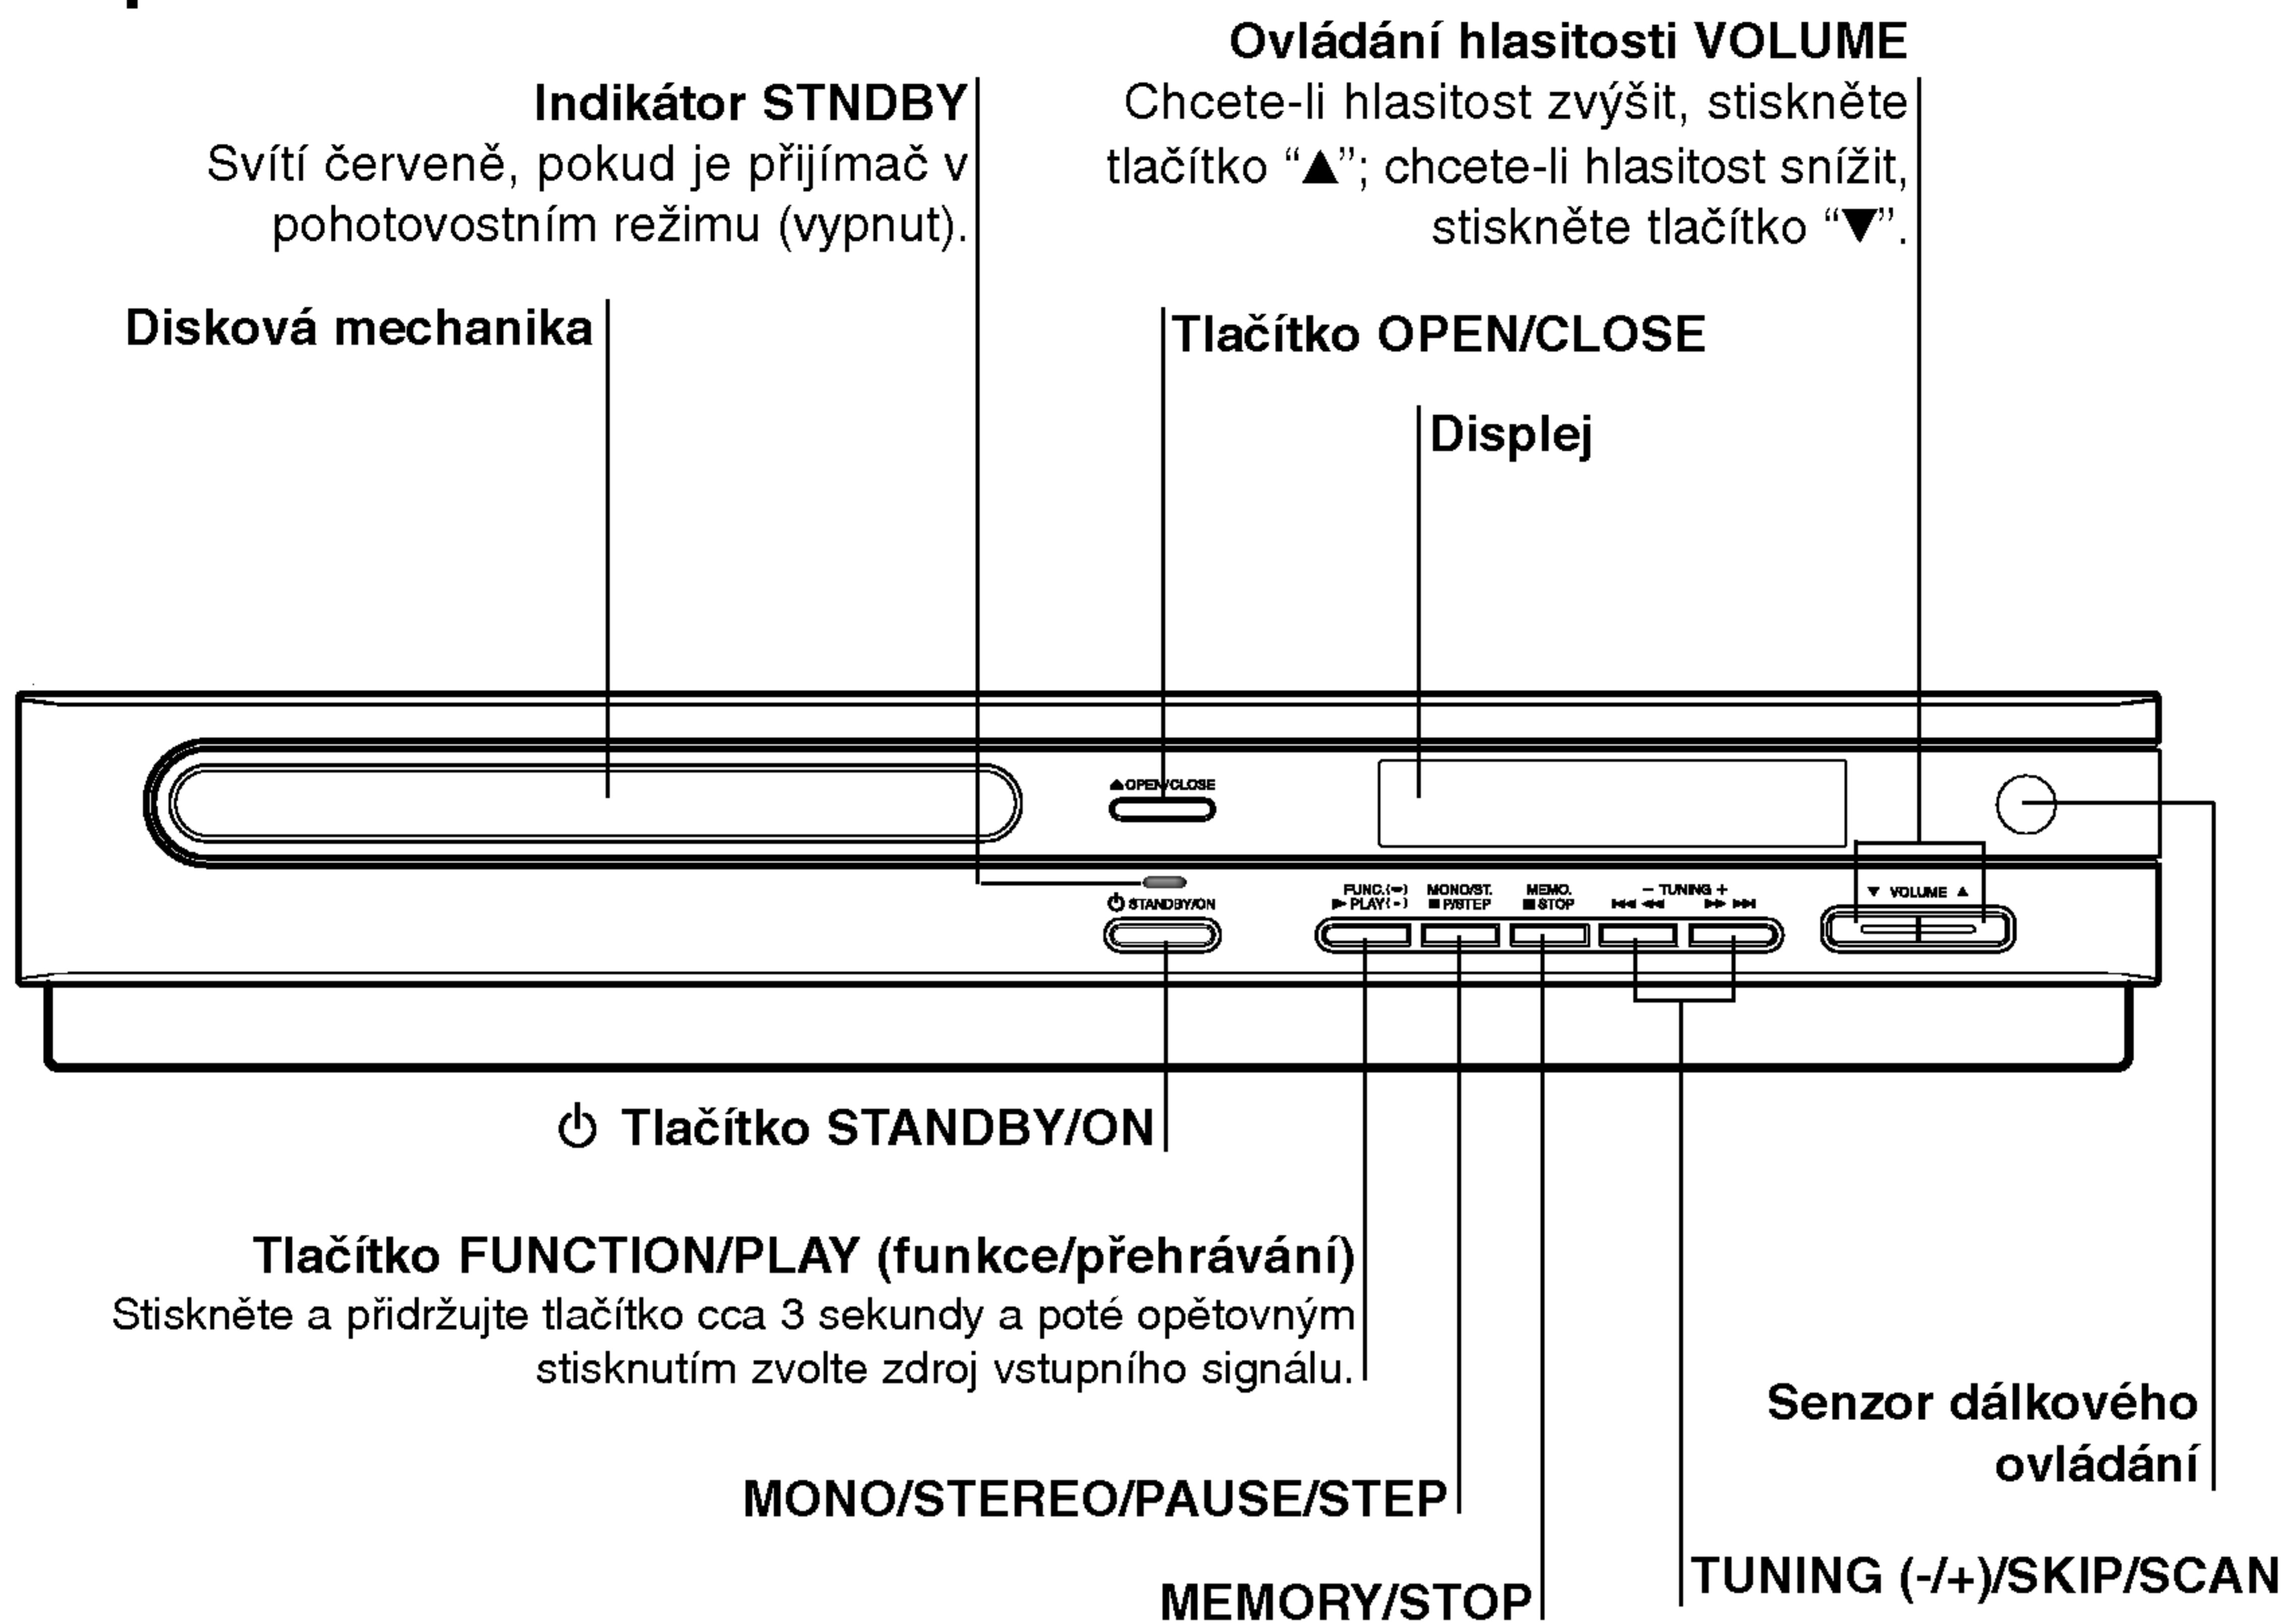 Ovládání hlasitosti VOLUME
Chcete-li hlasitost zvýšit, stiskněte
tlačítko “▲”; chcete-li hlasitost snížit,
stiskněte tlačítko “▼”.
Indikátor STNDBY
Svítí červeně, pokud je přijímač v
pohotovostním režimu (vypnut).
Disková mechanika
Tlačítko OPEN/CLOSE
Displej
▲ OPEN/CLOSE
⏻ STANDBY/ON
FUNC.(━)
▶ PLAY(-)
MONO/ST.
■ P/STEP
MEMO.
■ STOP
− TUNING +
⏮ ◀◀ ▶▶ ⏭
▼ VOLUME ▲
⏻ Tlačítko STANDBY/ON
Tlačítko FUNCTION/PLAY (funkce/přehrávání)
Stiskněte a přidržujte tlačítko cca 3 sekundy a poté opětovným
stisknutím zvolte zdroj vstupního signálu.
Senzor dálkového
ovládání
MONO/STEREO/PAUSE/STEP
TUNING (-/+)/SKIP/SCAN
MEMORY/STOP